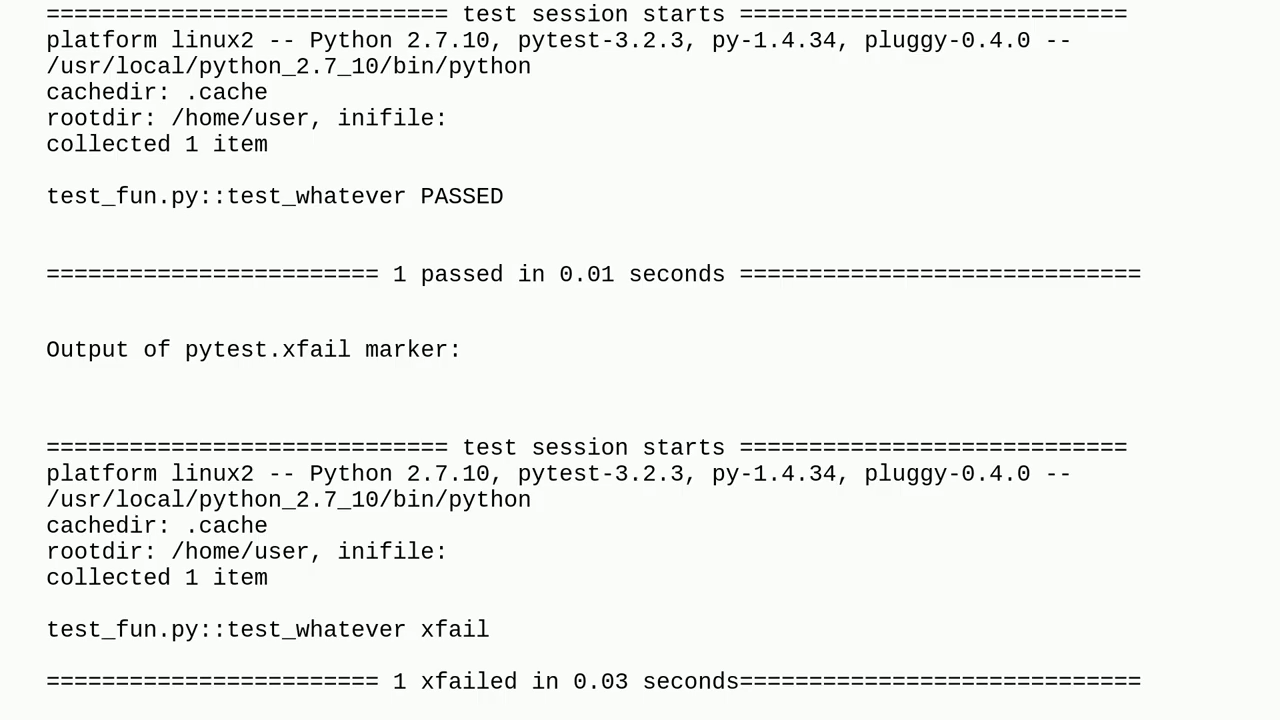 ============================= test session starts ============================
platform linux2 -- Python 2.7.10, pytest-3.2.3, py-1.4.34, pluggy-0.4.0 --
/usr/local/python_2.7_10/bin/python
cachedir: .cache
rootdir: /home/user, inifile:
collected 1 item
test_fun.py::test_whatever PASSED
======================== 1 passed in 0.01 seconds =============================
Output of pytest.xfail marker:
============================= test session starts ============================
platform linux2 -- Python 2.7.10, pytest-3.2.3, py-1.4.34, pluggy-0.4.0 --
/usr/local/python_2.7_10/bin/python
cachedir: .cache
rootdir: /home/user, inifile:
collected 1 item
test_fun.py::test_whatever xfail
======================== 1 xfailed in 0.03 seconds=============================